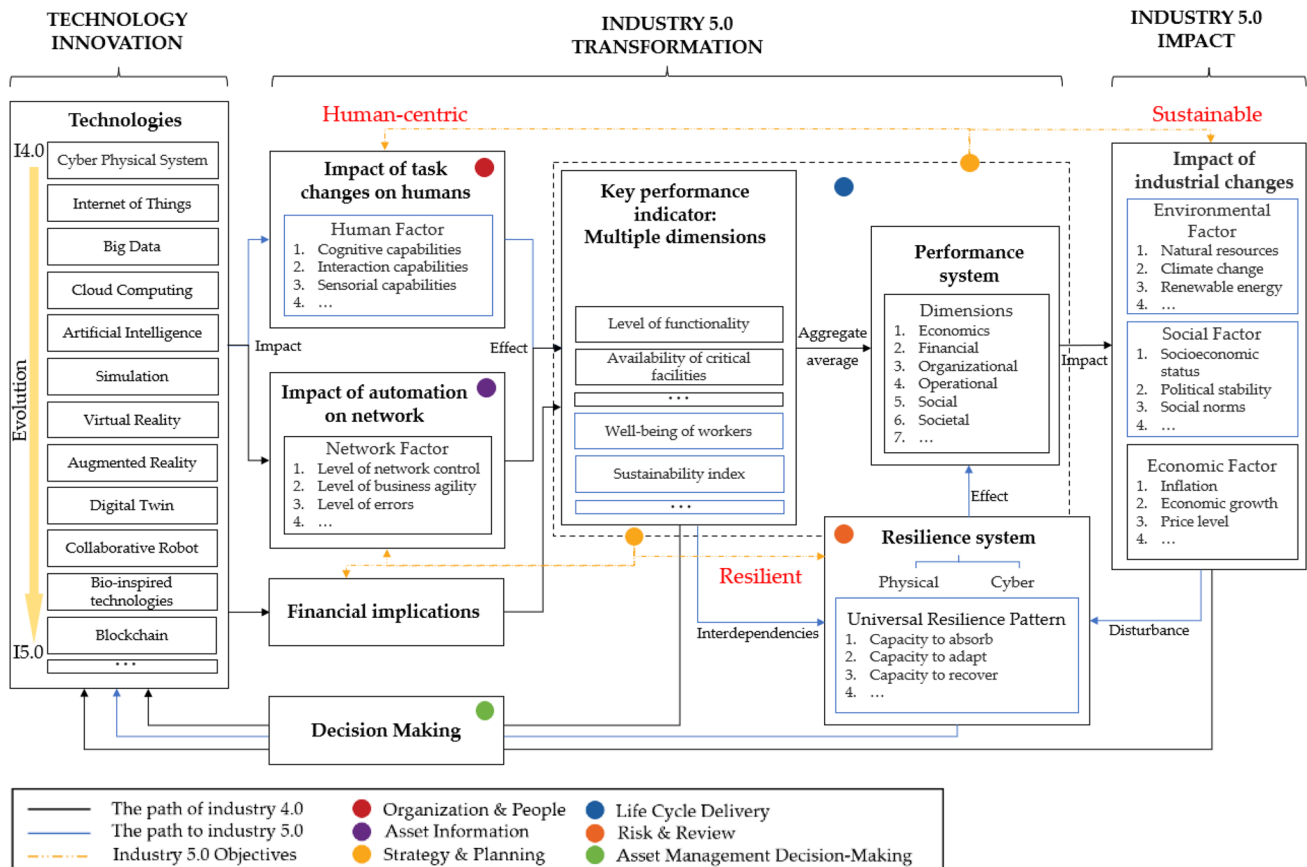 TECHNOLOGY
INNOVATION
INDUSTRY 5.0
TRANSFORMATION
INDUSTRY 5.0
IMPACT
Technologies
I4.0
Cyber Physical System
Internet of Things
Big Data
Cloud Computing
Artificial Intelligence
Simulation
Virtual Reality
Augmented Reality
Digital Twin
Collaborative Robot
Bio-inspired
technologies
Blockchain
...
Evolution
I5.0
Impact
Human-centric
Impact of task
changes on humans
Human Factor
1. Cognitive capabilities
2. Interaction capabilities
3. Sensorial capabilities
4. ...
Impact of automation
on network
Network Factor
1. Level of network control
2. Level of business agility
3. Level of errors
4. ...
Financial implications
Decision Making
Effect
Key performance
indicator:
Multiple dimensions
Level of functionality
Availability of critical
facilities
...
Well-being of workers
Sustainability index
...
Aggregate
average
Performance
system
Dimensions
1. Economics
2. Financial
3. Organizational
4. Operational
5. Social
6. Societal
7. ...
Effect
Resilient
Interdependencies
Resilience system
Physical Cyber
Universal Resilience Pattern
1. Capacity to absorb
2. Capacity to adapt
3. Capacity to recover
4. ...
Impact
Disturbance
Sustainable
Impact of
industrial changes
Environmental
Factor
1. Natural resources
2. Climate change
3. Renewable energy
4. ...
Social Factor
1. Socioeconomic
status
2. Political stability
3. Social norms
4. ...
Economic Factor
1. Inflation
2. Economic growth
3. Price level
4. ...
The path of industry 4.0
The path to industry 5.0
Industry 5.0 Objectives
Organization & People
Asset Information
Strategy & Planning
Life Cycle Delivery
Risk & Review
Asset Management Decision-Making